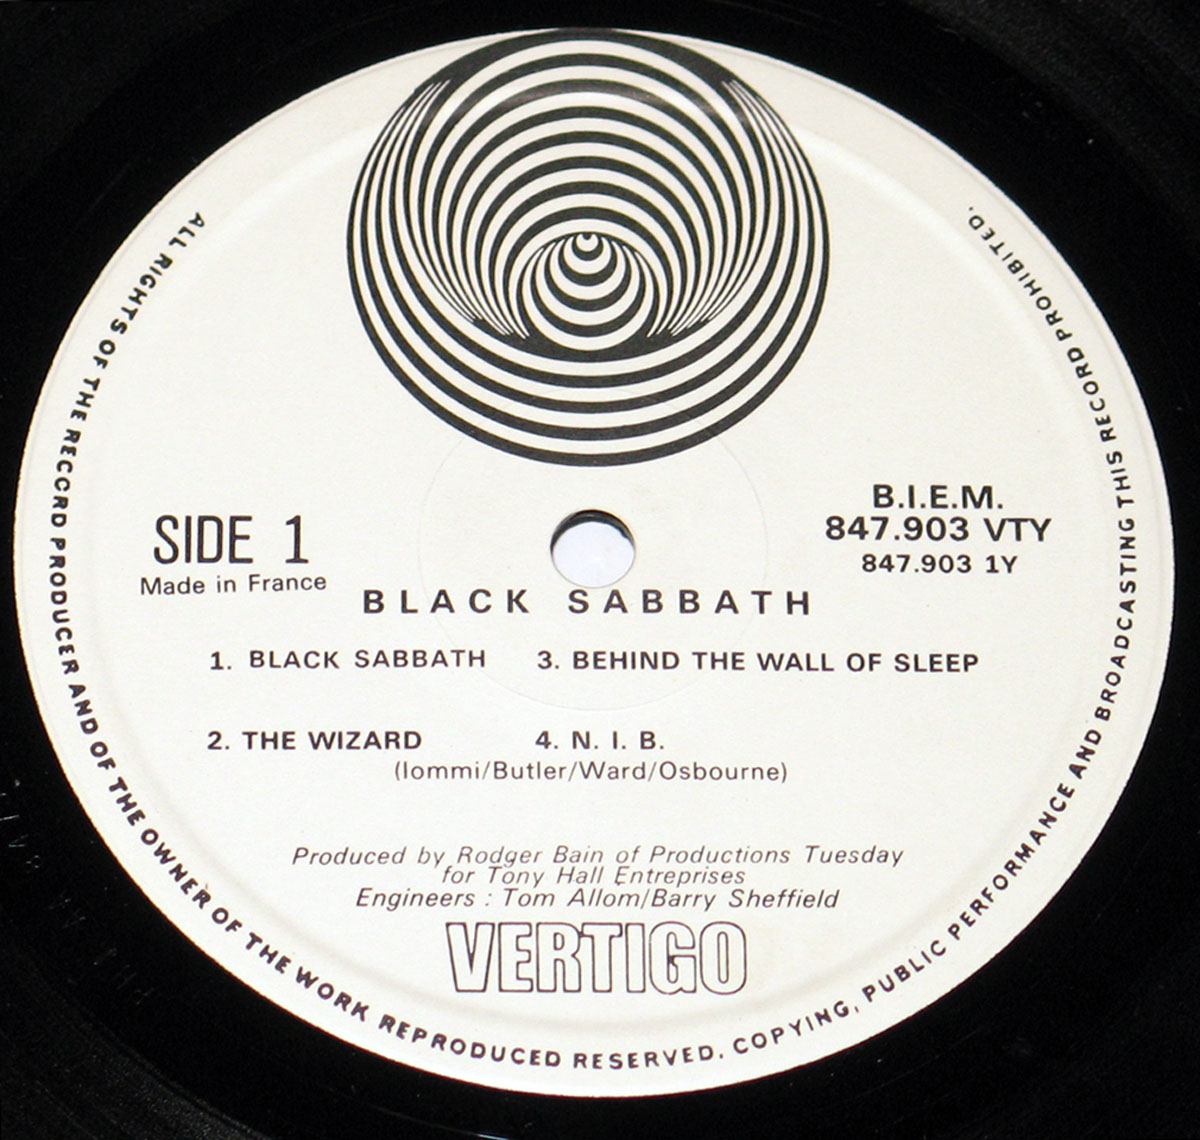 ALL RIGHTS OF THE RECCRD PRODUCER AND OF THE OWNER OF THE WORK REPRODUCED RESERVED. COPYING, PUBLIC PERFORMANCE AND BROADCASTING THIS RECORD PROHIBITED.
B.I.E.M.
SIDE 1
847.903 VTY
Made in France
847.903 1Y
BLACK SABBATH
1. BLACK SABBATH
3. BEHIND THE WALL OF SLEEP
2. THE WIZARD
4. N. I. B.
(Iommi/Butler/Ward/Osbourne)
Produced by Rodger Bain of Productions Tuesday
for Tony Hall Entreprises
Engineers : Tom Allom/Barry Sheffield
VERTIGO